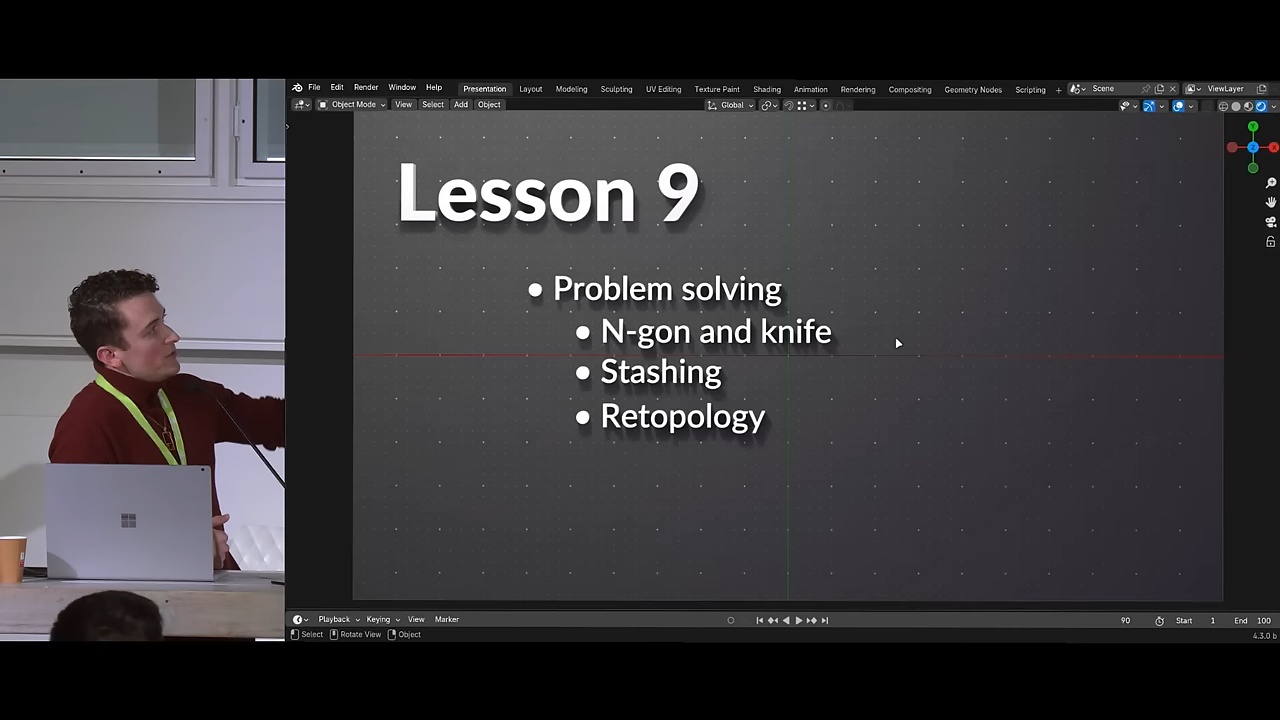 File Edit Render Window Help Presentation Layout Modeling Sculpting UV Editing Texture Paint Shading Animation Rendering Compositing Geometry Nodes Scripting + Scene ViewLayer
Object Mode View Select Add Object Global
Y
Z X
Lesson 9
• Problem solving
• N-gon and knife
• Stashing
• Retopology
Playback Keying View Marker 90 Start 1 End 100
Select Rotate View Object 4.3.0 b